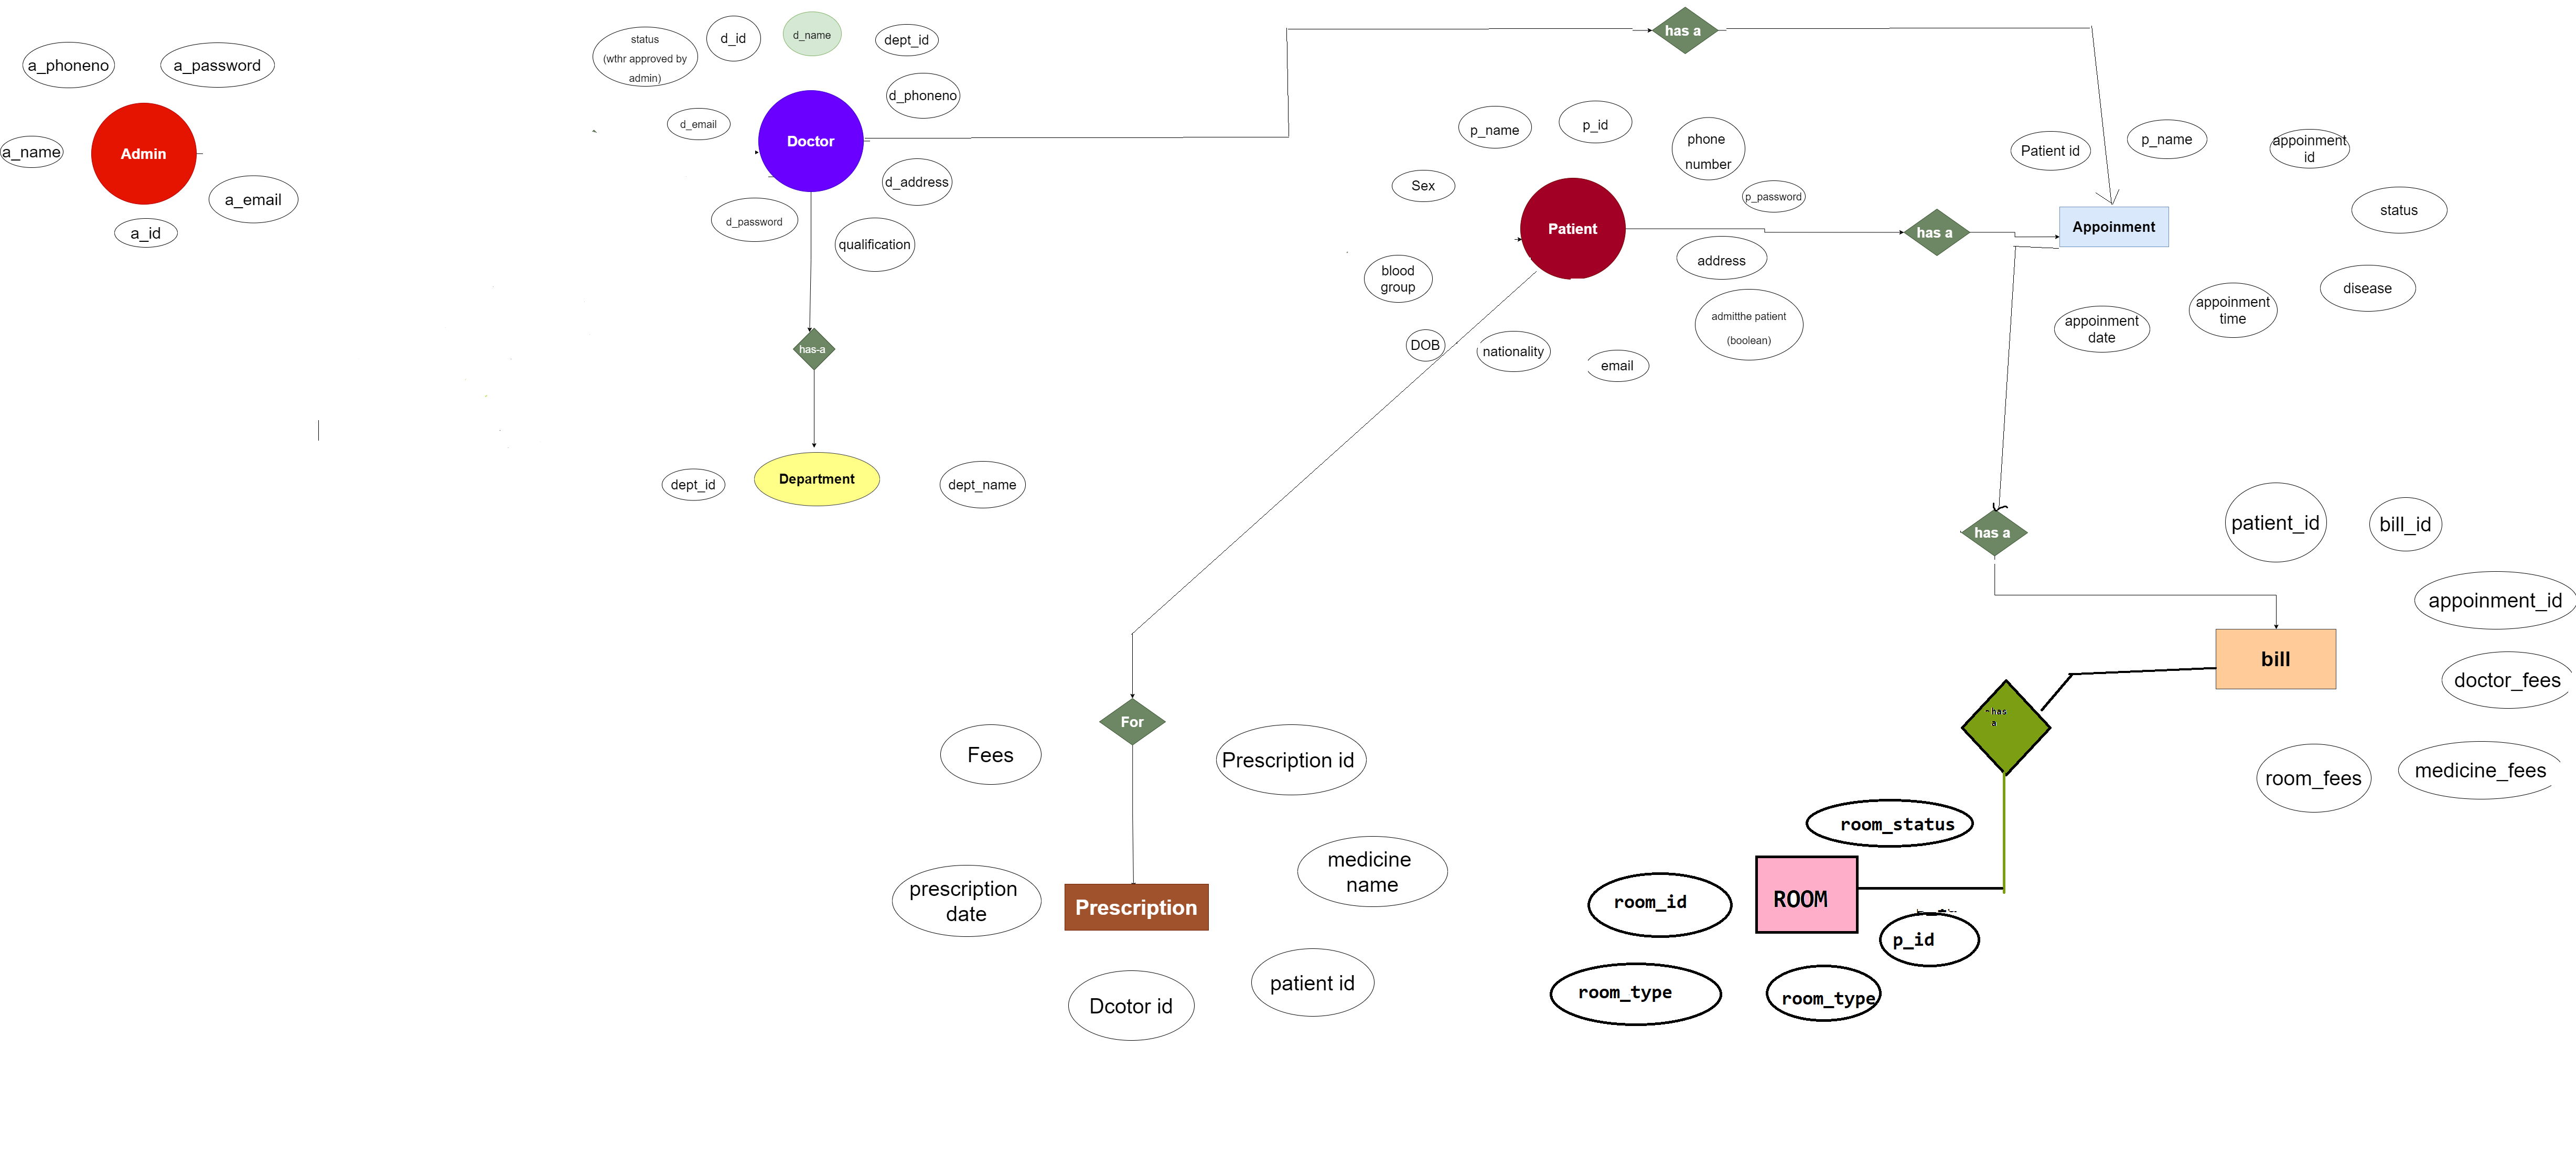 a_phoneno
a_password
Admin
a_name
a_email
a_id
status
(wthr approved by
admin)
d_id
d_name
dept_id
d_phoneno
d_email
Doctor
d_address
d_password
qualification
has-a
dept_id
Department
dept_name
has a
p_name
p_id
phone
number
Sex
p_password
Patient
address
blood
group
admitthe patient
(boolean)
DOB
nationality
email
has a
Patient id
p_name
appoinment
id
status
Appoinment
disease
appoinment
time
appoinment
date
has a
patient_id
bill_id
appoinment_id
bill
doctor_fees
room_fees
medicine_fees
has
a
For
Fees
Prescription id
medicine
name
prescription
date
Prescription
patient id
Dcotor id
room_status
room_id
ROOM
p_id
room_type
room_type